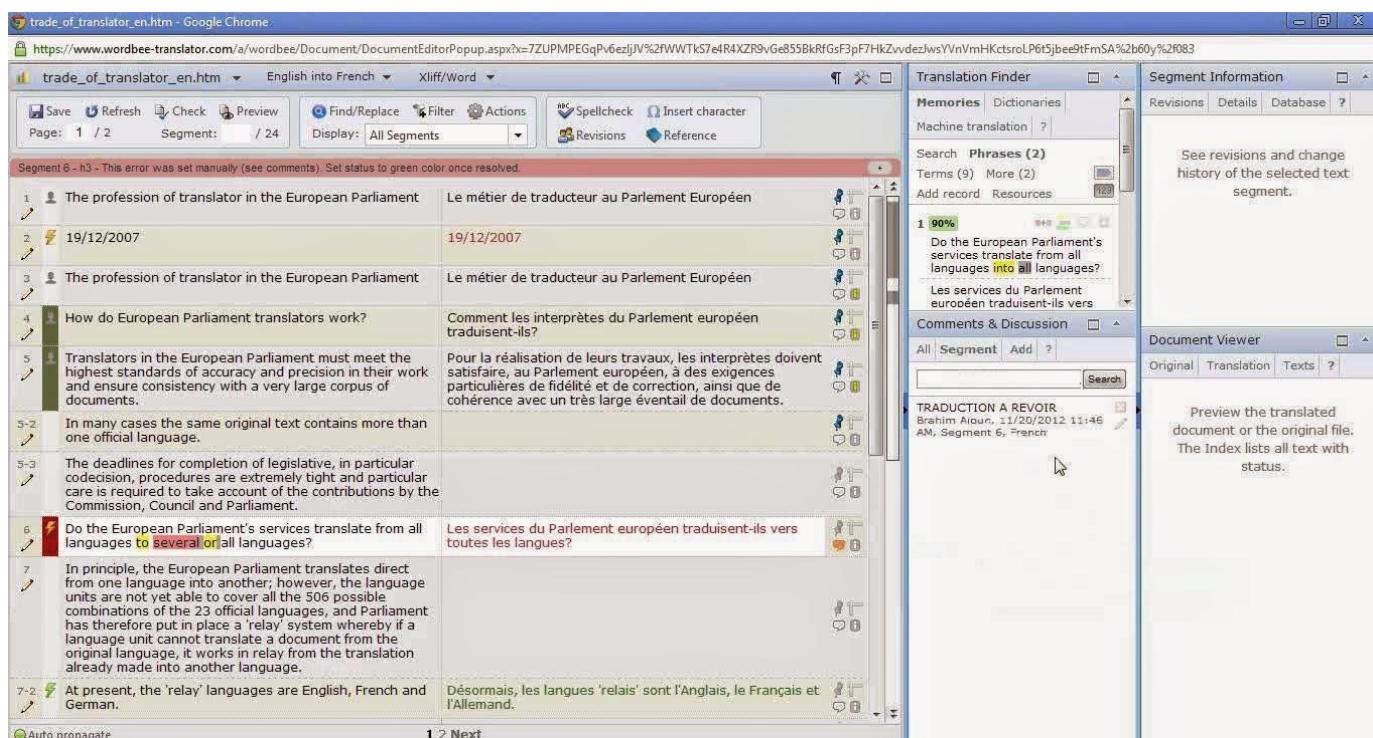 trade_of_translator_en.htm - Google Chrome
https://www.wordbee-translator.com/a/wordbee/Document/DocumentEditorPopup.aspx?x=
trade_of_translator_en.htm English into French Xliff/Word
Save Refresh Check Preview
Page: 1 / 2 Segment: / 24
Find/Replace Filter Actions
Display: All Segments
Spellcheck Insert character
Revisions Reference
Segment 6 - h3 - This error was set manually (see comments). Set status to green color once resolved.
1 The profession of translator in the European Parliament
Le métier de traducteur au Parlement Européen
2 19/12/2007
19/12/2007
3 The profession of translator in the European Parliament
Le métier de traducteur au Parlement Européen
4 How do European Parliament translators work?
Comment les interprètes du Parlement européen
traduisent-ils?
5 Translators in the European Parliament must meet the
highest standards of accuracy and precision in their work
and ensure consistency with a very large corpus of
documents.
Pour la réalisation de leurs travaux, les interprètes doivent
satisfaire, au Parlement européen, à des exigences
particulières de fidélité et de correction, ainsi que de
cohérence avec un très large éventail de documents.
5-2 In many cases the same original text contains more than
one official language.
5-3 The deadlines for completion of legislative, in particular
codecision, procedures are extremely tight and particular
care is required to take account of the contributions by the
Commission, Council and Parliament.
6 Do the European Parliament's services translate from all
languages to several or all languages?
Les services du Parlement européen traduisent-ils vers
toutes les langues?
7 In principle, the European Parliament translates direct
from one language into another; however, the language
units are not yet able to cover all the 506 possible
combinations of the 23 official languages, and Parliament
has therefore put in place a 'relay' system whereby if a
language unit cannot translate a document from the
original language, it works in relay from the translation
already made into another language.
7-2 At present, the 'relay' languages are English, French and
German.
Désormais, les langues 'relais' sont l'Anglais, le Français et
l'Allemand.
Auto propagate
1 2 Next
Translation Finder
Memories Dictionaries
Machine translation ?
Search Phrases (2)
Terms (9) More (2)
Add record Resources
1 90%
Do the European Parliament's
services translate from all
languages into all languages?
Les services du Parlement
européen traduisent-ils vers
Comments & Discussion
All Segment Add ?
Search
TRADUCTION A REVOIR
Brahim 11/20/2012 11:46
AM, Segment 6, French
Segment Information
Revisions Details Database ?
See revisions and change
history of the selected text
segment.
Document Viewer
Original Translation Texts ?
Preview the translated
document or the original file.
The Index lists all text with
status.